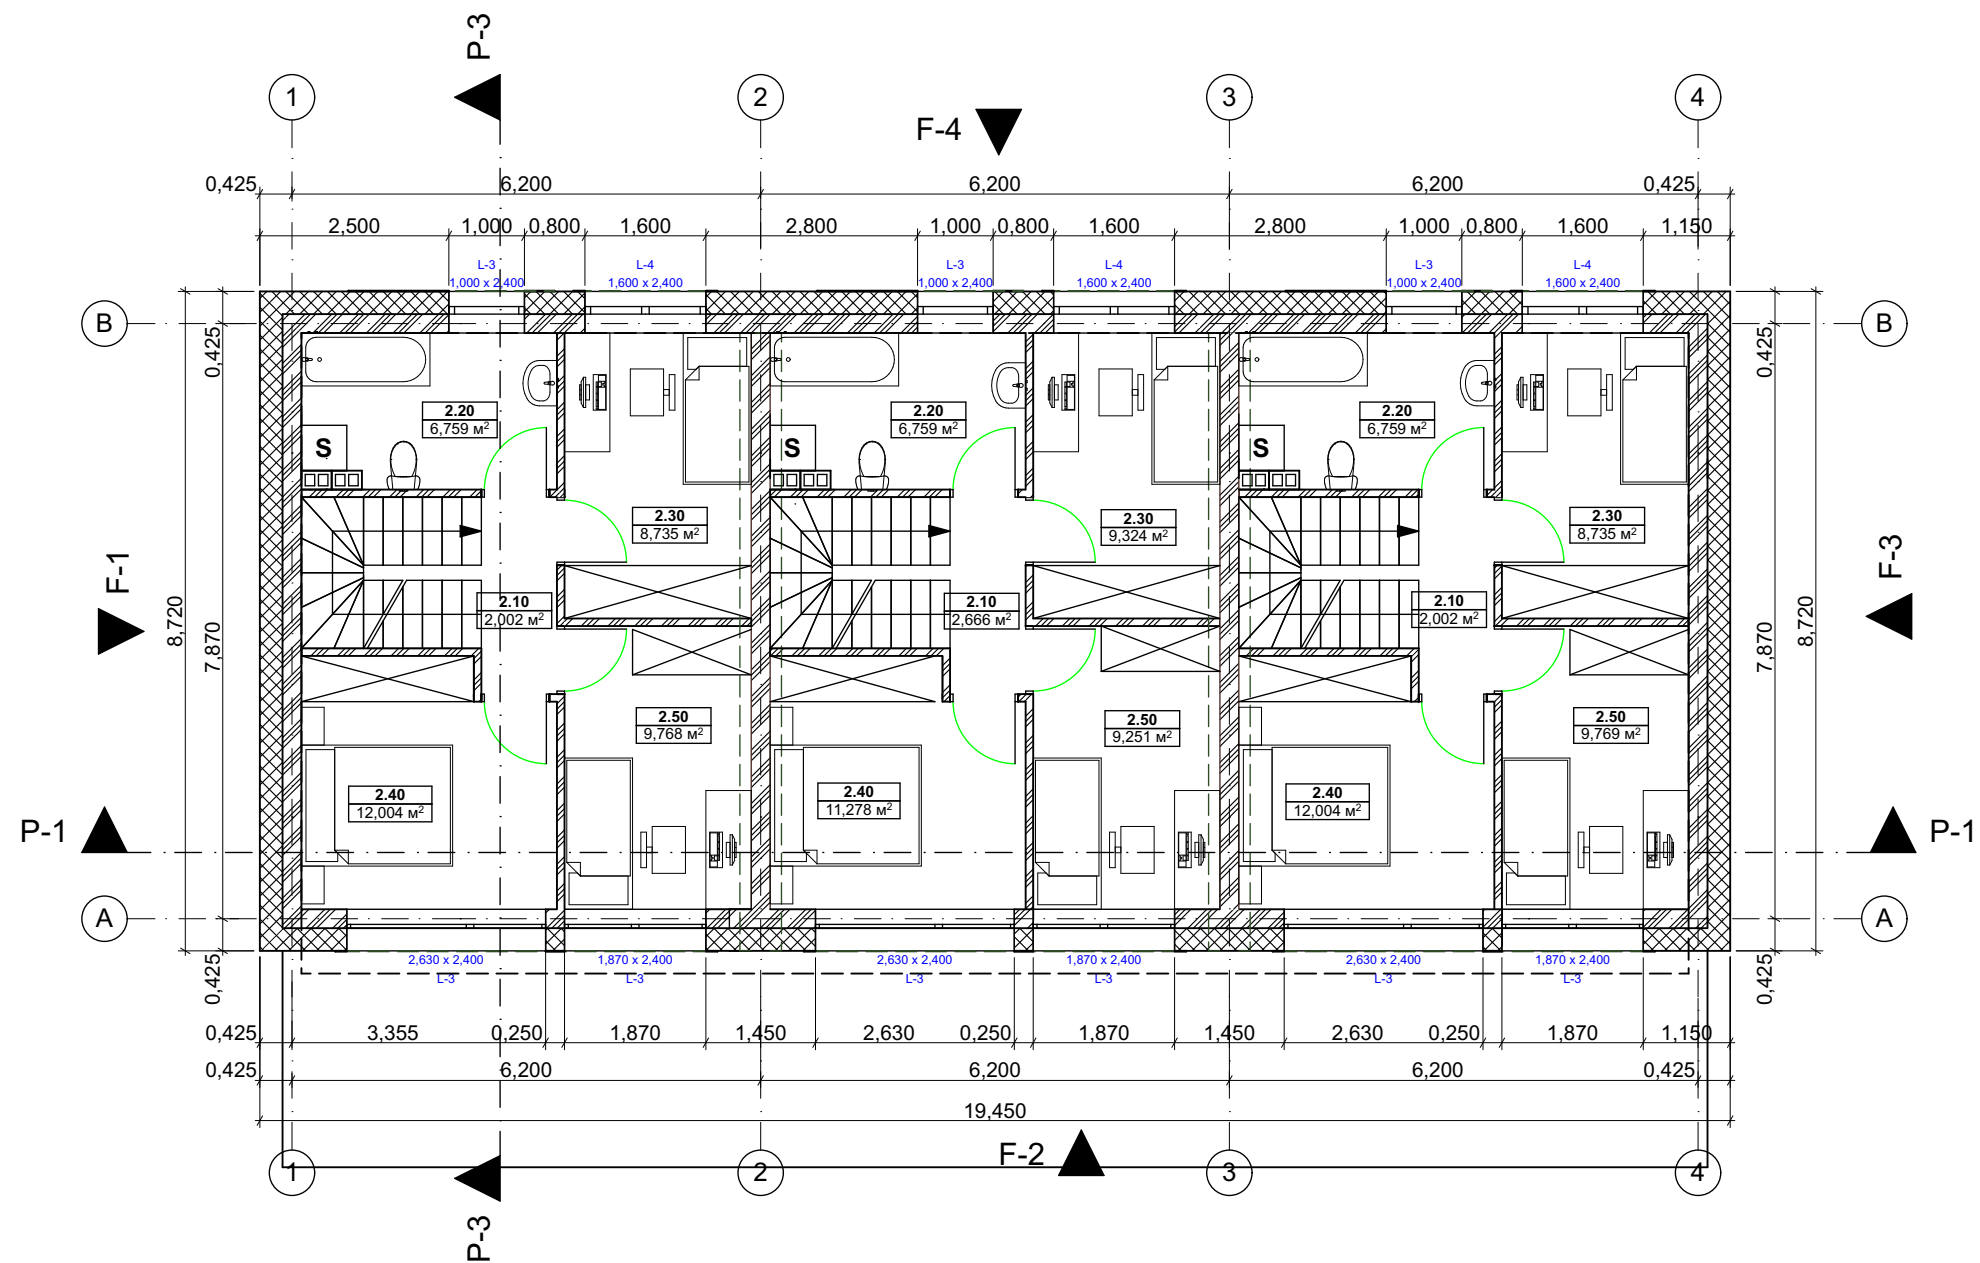 P-3
1
2
3
4
F-4
0,425
6,200
6,200
6,200
0,425
2,500
1,000
0,800
1,600
2,800
1,000
0,800
1,600
2,800
1,000
0,800
1,600
1,150
L-3
L-4
L-3
L-4
L-3
L-4
1,000 x 2,400
1,600 x 2,400
1,000 x 2,400
1,600 x 2,400
1,000 x 2,400
1,600 x 2,400
B
B
0,425
0,425
2.20
6,759 м²
2.20
6,759 м²
2.20
6,759 м²
S
S
S
2.30
8,735 м²
2.30
9,324 м²
2.30
8,735 м²
F-1
F-3
8,720
7,870
7,870
8,720
2.10
2,002 м²
2.10
2,666 м²
2.10
2,002 м²
2.50
9,768 м²
2.50
9,251 м²
2.50
9,769 м²
2.40
12,004 м²
2.40
11,278 м²
2.40
12,004 м²
P-1
P-1
A
A
0,425
0,425
2,630 x 2,400
1,870 x 2,400
2,630 x 2,400
1,870 x 2,400
2,630 x 2,400
1,870 x 2,400
L-3
L-3
L-3
L-3
L-3
L-3
0,425
3,355
0,250
1,870
1,450
2,630
0,250
1,870
1,450
2,630
0,250
1,870
1,150
0,425
6,200
6,200
6,200
0,425
19,450
F-2
1
2
3
4
P-3